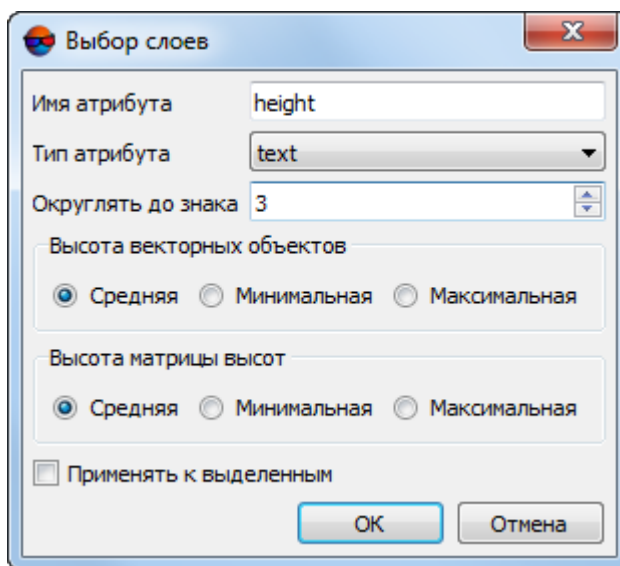 Выбор слоев
Имя атрибута height
Тип атрибута text
Округлять до знака 3
Высота векторных объектов
Средняя Минимальная Максимальная
Высота матрицы высот
Средняя Минимальная Максимальная
Применять к выделенным
OK Отмена